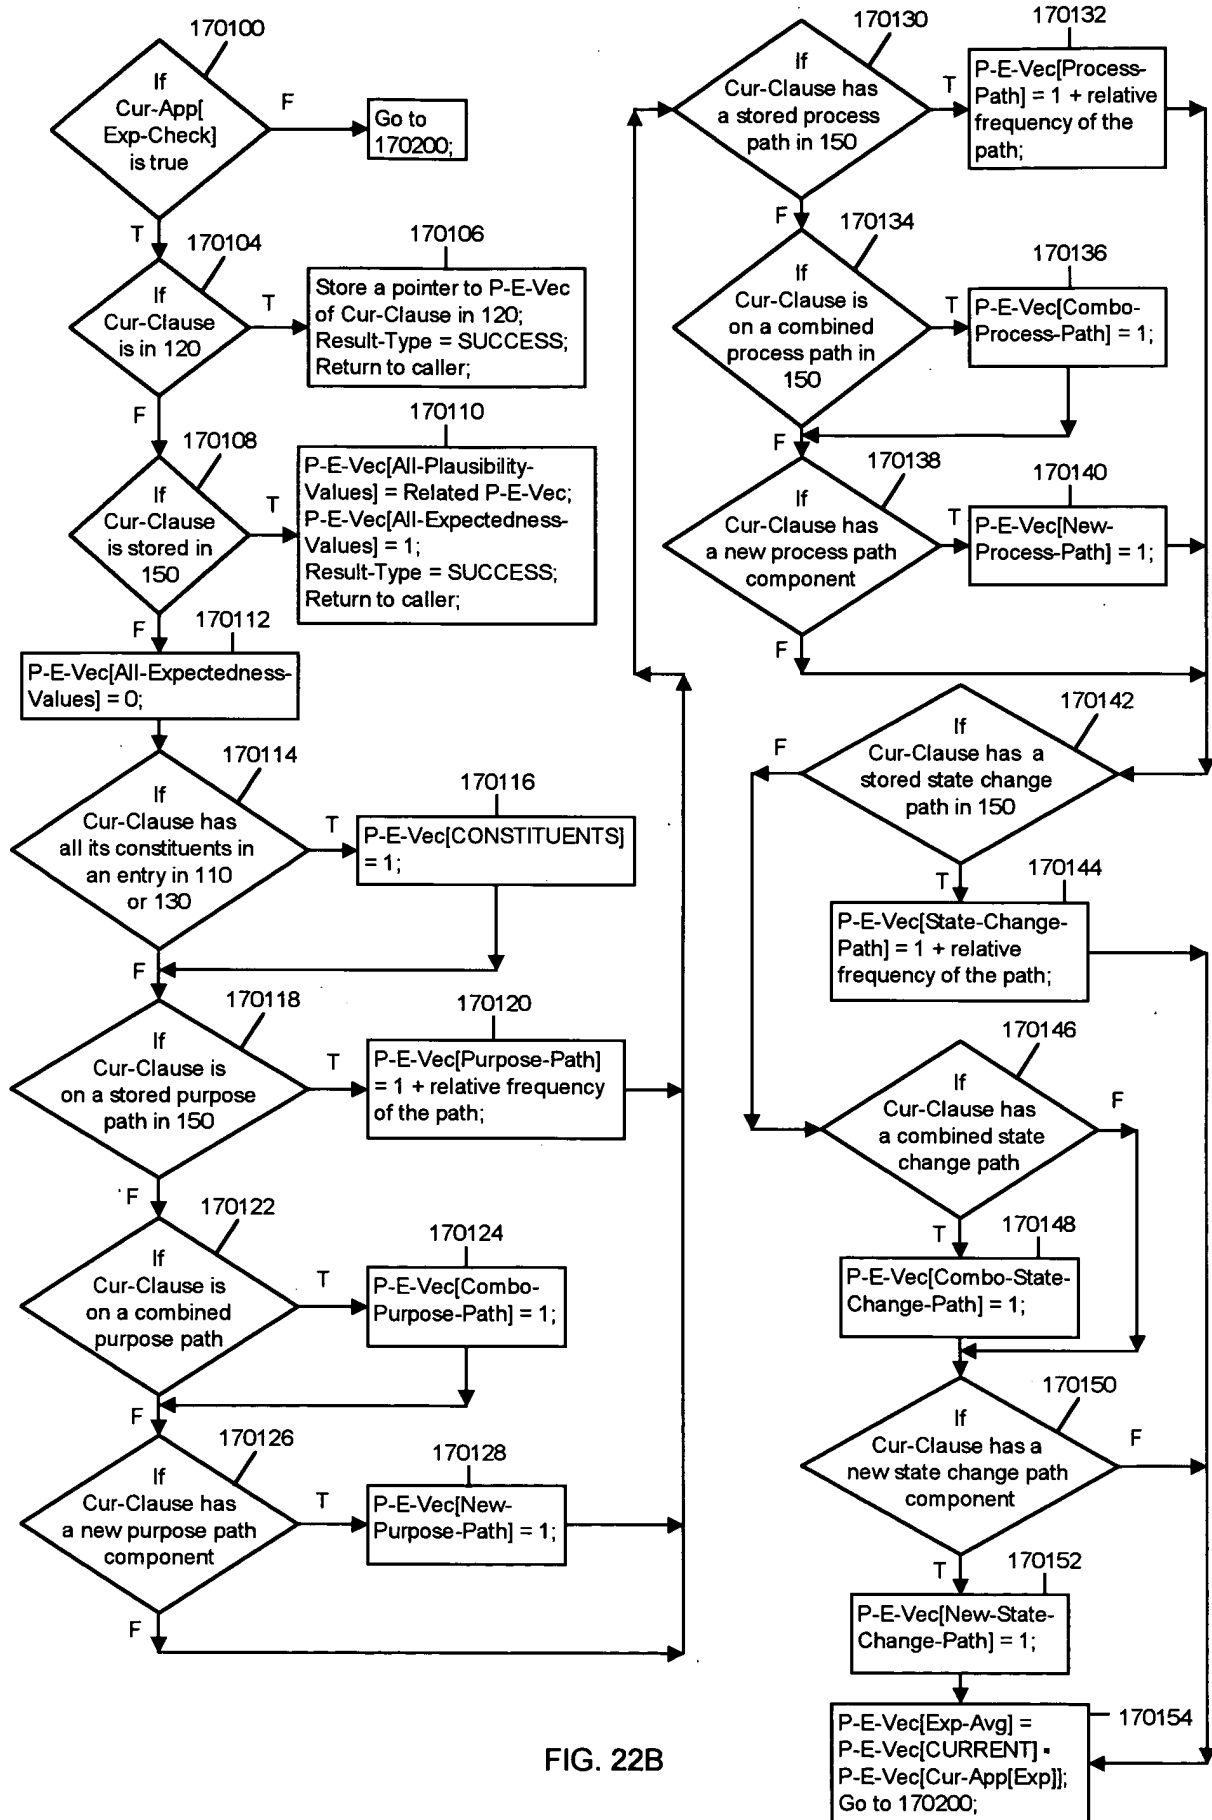 170100
If
Cur-App[
Exp-Check]
is true
F
Go to
170200;
T
170104
If
Cur-Clause
is in 120
T
170106
Store a pointer to P-E-Vec
of Cur-Clause in 120;
Result-Type = SUCCESS;
Return to caller;
F
170108
If
Cur-Clause
is stored in
150
T
170110
P-E-Vec[All-Plausibility-
Values] = Related P-E-Vec;
P-E-Vec[All-Expectedness-
Values] = 1;
Result-Type = SUCCESS;
Return to caller;
F
170112
P-E-Vec[All-Expectedness-
Values] = 0;
170114
If
Cur-Clause has
all its constituents in
an entry in 110
or 130
T
170116
P-E-Vec[CONSTITUENTS]
= 1;
F
170118
If
Cur-Clause is
on a stored purpose
path in 150
T
170120
P-E-Vec[Purpose-Path]
= 1 + relative frequency
of the path;
F
170122
If
Cur-Clause is
on a combined
purpose path
T
170124
P-E-Vec[Combo-
Purpose-Path] = 1;
F
170126
If
Cur-Clause has
a new purpose path
component
T
170128
P-E-Vec[New-
Purpose-Path] = 1;
F
170130
If
Cur-Clause has
a stored process
path in 150
T
170132
P-E-Vec[Process-
Path] = 1 + relative
frequency of the
path;
F
170134
If
Cur-Clause is
on a combined
process path in
150
T
170136
P-E-Vec[Combo-
Process-Path] = 1;
F
170138
If
Cur-Clause has
a new process path
component
T
170140
P-E-Vec[New-
Process-Path] = 1;
F
170142
If
Cur-Clause has a
stored state change
path in 150
F
T
170144
P-E-Vec[State-Change-
Path] = 1 + relative
frequency of the path;
170146
If
Cur-Clause has
a combined state
change path
F
T
170148
P-E-Vec[Combo-State-
Change-Path] = 1;
170150
If
Cur-Clause has a
new state change path
component
F
T
170152
P-E-Vec[New-State-
Change-Path] = 1;
170154
P-E-Vec[Exp-Avg] =
P-E-Vec[CURRENT] ▪
P-E-Vec[Cur-App[Exp]];
Go to 170200;
FIG. 22B